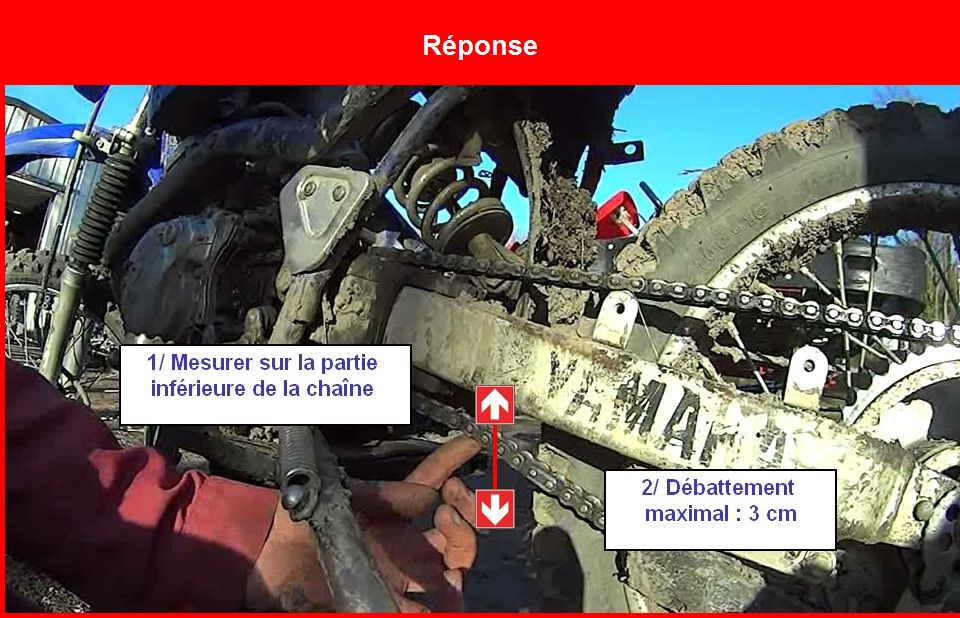 Réponse
1/ Mesurer sur la partie
inférieure de la chaîne
YAMAHA
2/ Débattement
maximal : 3 cm